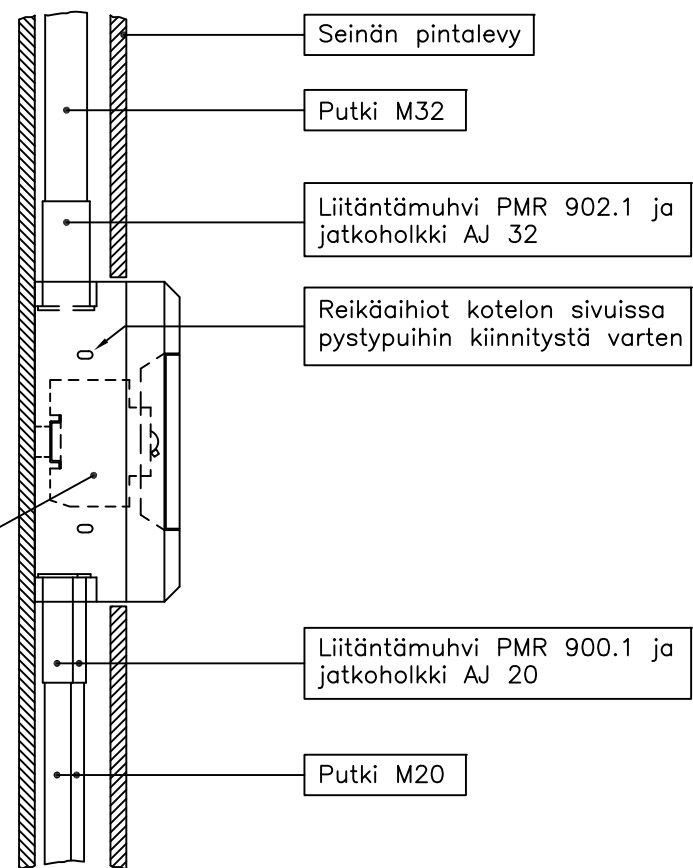 Seinän pintalevy
Putki M32
Liitäntämuhvi PMR 902.1 ja
jatkoholkki AJ 32
Reikäaihiot kotelon sivuissa
pystypuihin kiinnitystä varten
Liitäntämuhvi PMR 900.1 ja
jatkoholkki AJ 20
Putki M20